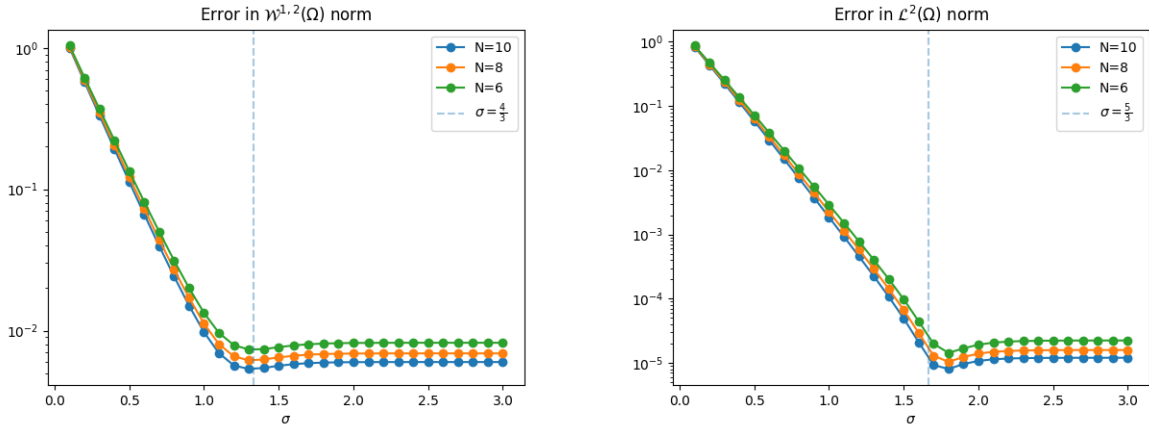 Error in 𝒲^{1,2}(Ω) norm
10^0
10^{-1}
10^{-2}
0.0 0.5 1.0 1.5 2.0 2.5 3.0
σ
N=10
N=8
N=6
σ = 4/3
Error in ℒ^2(Ω) norm
10^0
10^{-1}
10^{-2}
10^{-3}
10^{-4}
10^{-5}
0.0 0.5 1.0 1.5 2.0 2.5 3.0
σ
N=10
N=8
N=6
σ = 5/3